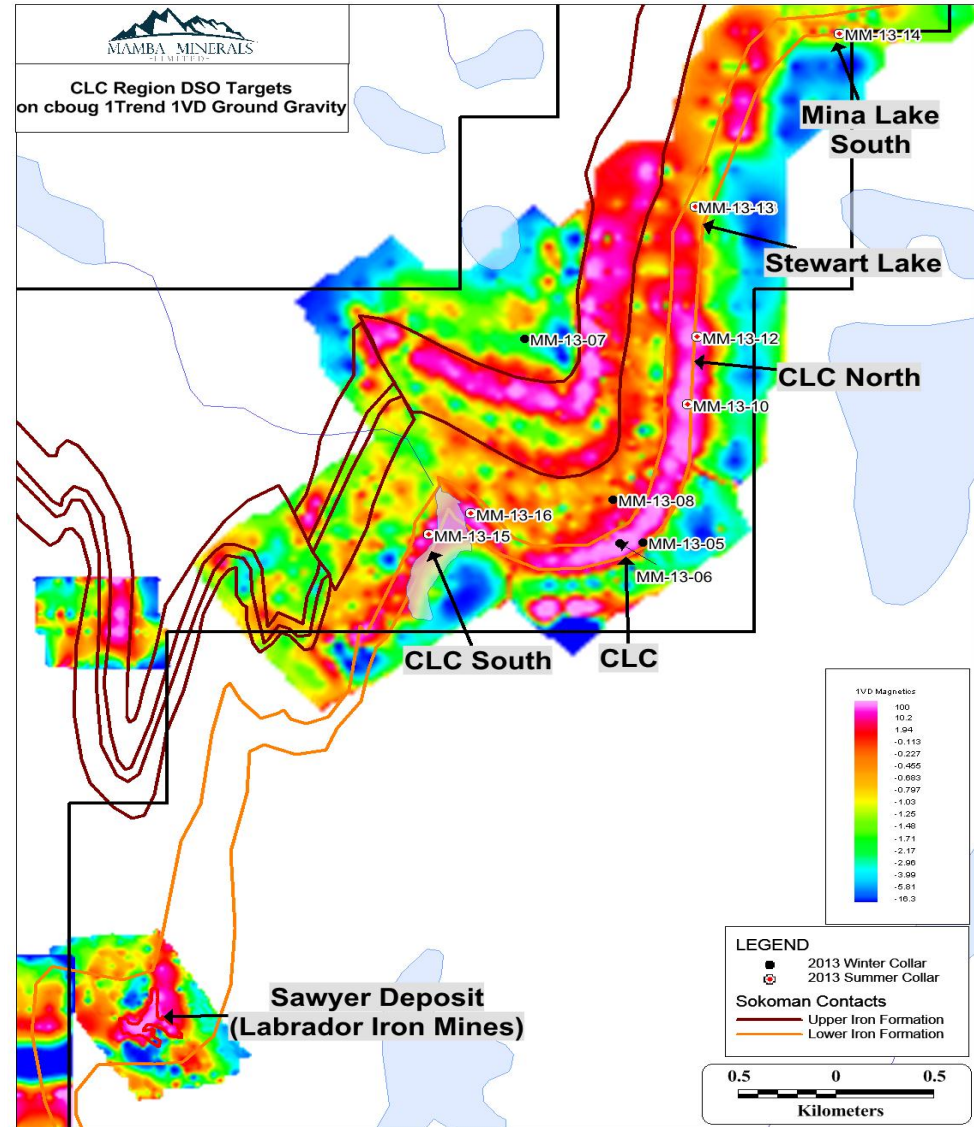 MAMBA MINERALS
-LIMITED-
CLC Region DSO Targets
on cboug 1Trend 1VD Ground Gravity
MM-13-14
Mina Lake
South
MM-13-13
Stewart Lake
MM-13-07
MM-13-12
CLC North
MM-13-10
MM-13-08
MM-13-16
MM-13-15
MM-13-05
MM-13-06
CLC South
CLC
1VD Magnetics
100
10.2
1.94
-0.113
-0.227
-0.455
-0.683
-0.797
-1.03
-1.25
-1.48
-1.71
-2.17
-2.96
-3.99
-5.81
-16.3
LEGEND
2013 Winter Collar
2013 Summer Collar
Sokoman Contacts
Upper Iron Formation
Lower Iron Formation
Sawyer Deposit
(Labrador Iron Mines)
0.5 0 0.5
Kilometers